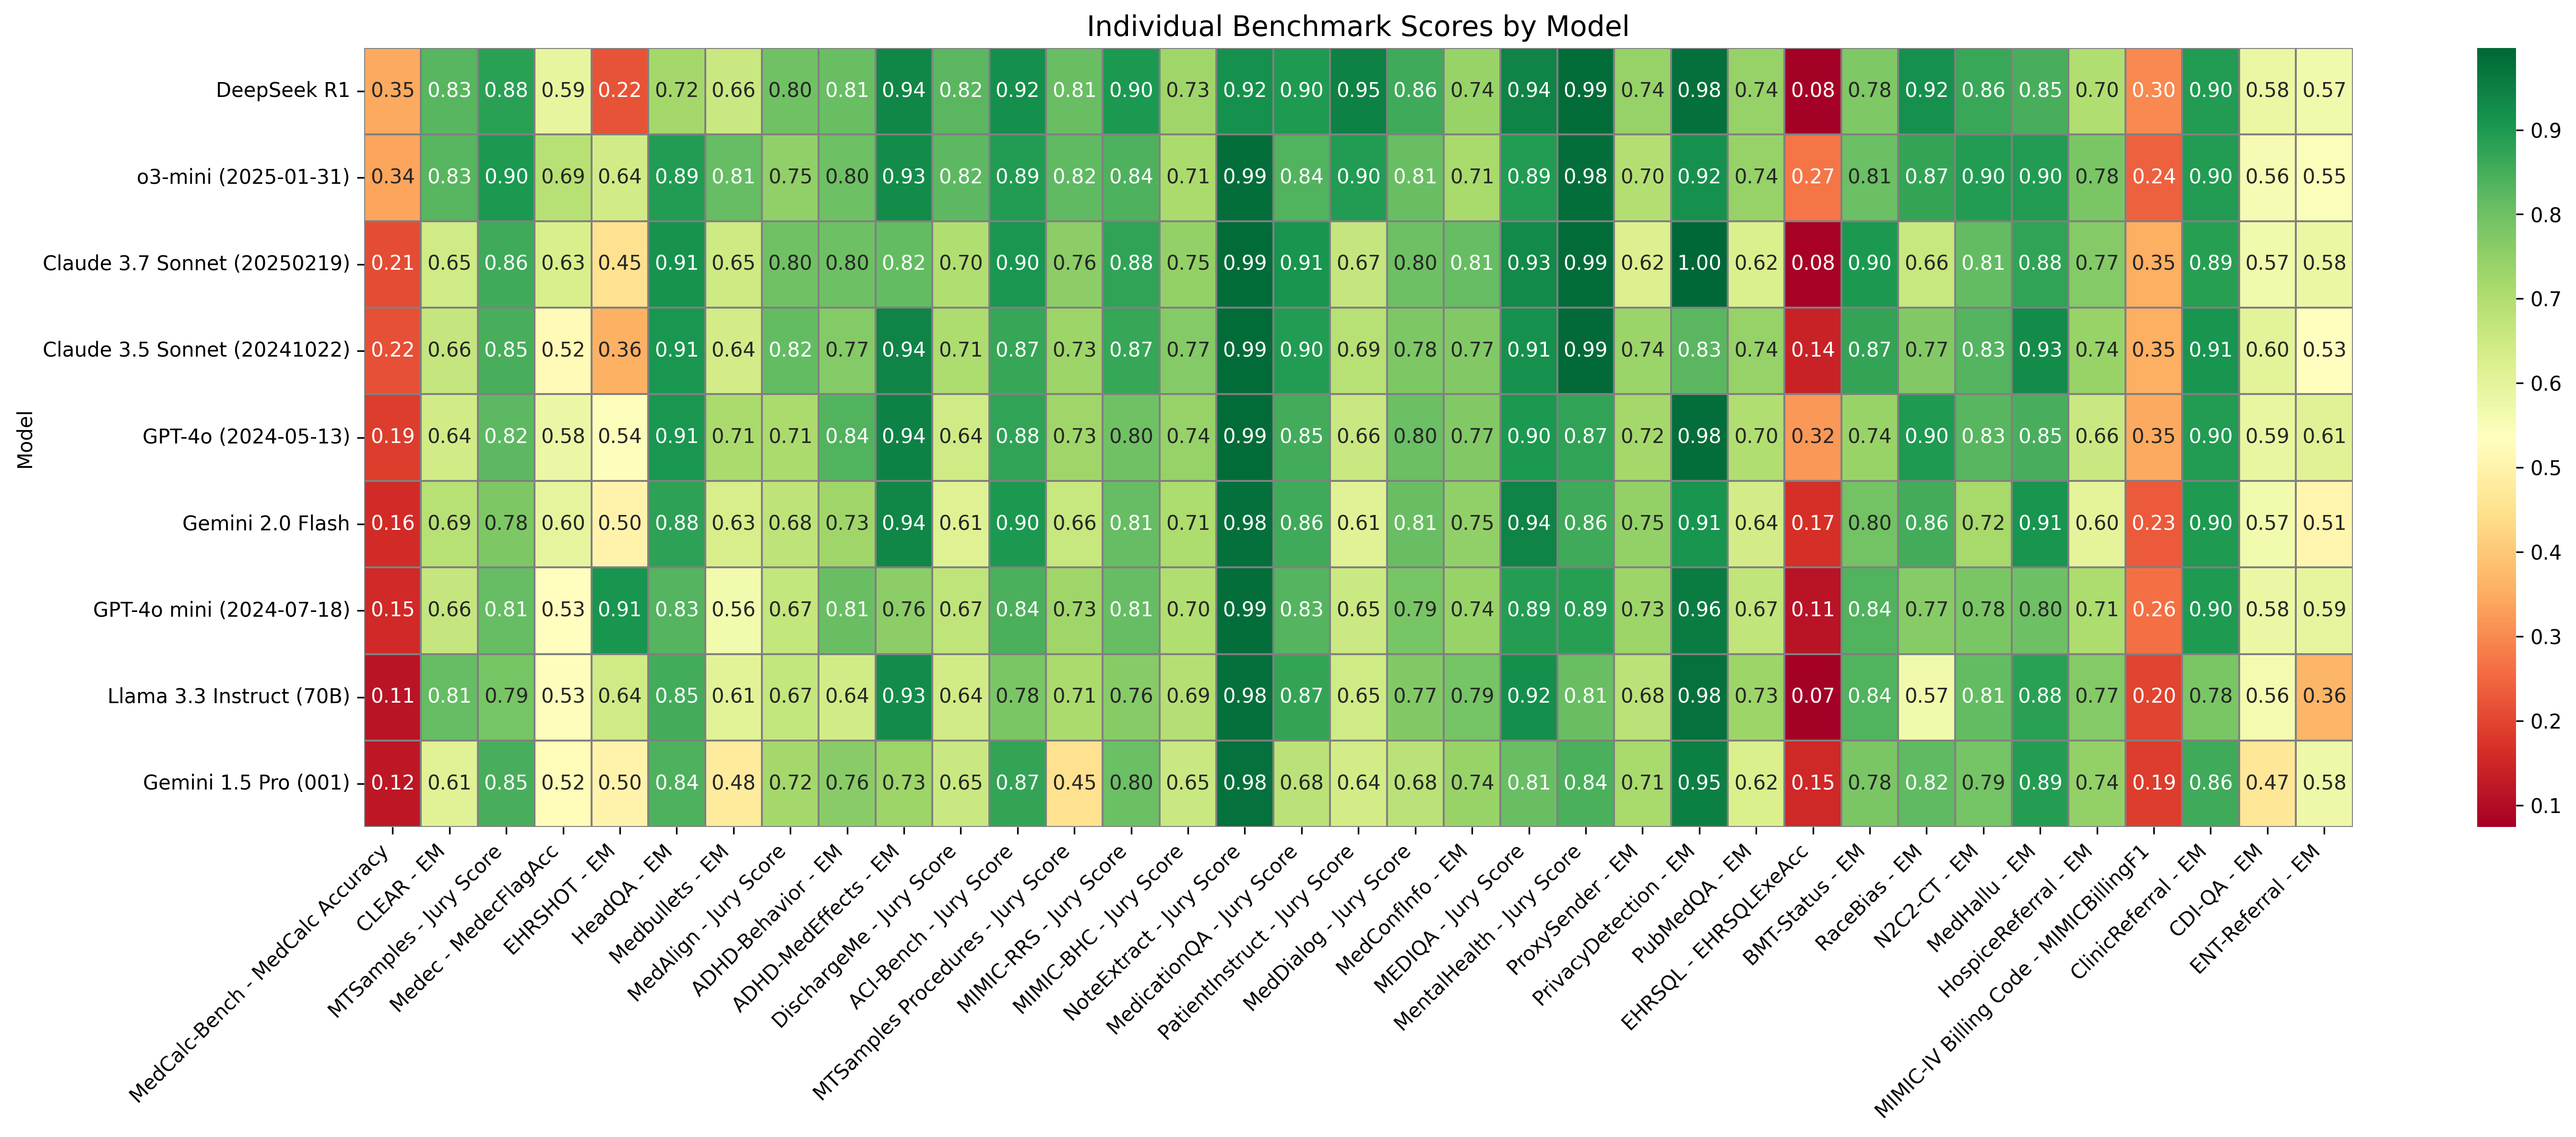 Individual Benchmark Scores by Model
Model
DeepSeek R1 0.35 0.83 0.88 0.59 0.22 0.72 0.66 0.80 0.81 0.94 0.82 0.92 0.81 0.90 0.73 0.92 0.90 0.95 0.86 0.74 0.94 0.99 0.74 0.98 0.74 0.08 0.78 0.92 0.86 0.85 0.70 0.30 0.90 0.58 0.57
o3-mini (2025-01-31) 0.34 0.83 0.90 0.69 0.64 0.89 0.81 0.75 0.80 0.93 0.82 0.89 0.82 0.84 0.71 0.99 0.84 0.90 0.81 0.71 0.89 0.98 0.70 0.92 0.74 0.27 0.81 0.87 0.90 0.90 0.78 0.24 0.90 0.56 0.55
Claude 3.7 Sonnet (20250219) 0.21 0.65 0.86 0.63 0.45 0.91 0.65 0.80 0.80 0.82 0.70 0.90 0.76 0.88 0.75 0.99 0.91 0.67 0.80 0.81 0.93 0.99 0.62 1.00 0.62 0.08 0.90 0.66 0.81 0.88 0.77 0.35 0.89 0.57 0.58
Claude 3.5 Sonnet (20241022) 0.22 0.66 0.85 0.52 0.36 0.91 0.64 0.82 0.77 0.94 0.71 0.87 0.73 0.87 0.77 0.99 0.90 0.69 0.78 0.77 0.91 0.99 0.74 0.83 0.74 0.14 0.87 0.77 0.83 0.93 0.74 0.35 0.91 0.60 0.53
GPT-4o (2024-05-13) 0.19 0.64 0.82 0.58 0.54 0.91 0.71 0.71 0.84 0.94 0.64 0.88 0.73 0.80 0.74 0.99 0.85 0.66 0.80 0.77 0.90 0.87 0.72 0.98 0.70 0.32 0.74 0.90 0.83 0.85 0.66 0.35 0.90 0.59 0.61
Gemini 2.0 Flash 0.16 0.69 0.78 0.60 0.50 0.88 0.63 0.68 0.73 0.94 0.61 0.90 0.66 0.81 0.71 0.98 0.86 0.61 0.81 0.75 0.94 0.86 0.75 0.91 0.64 0.17 0.80 0.86 0.72 0.91 0.60 0.23 0.90 0.57 0.51
GPT-4o mini (2024-07-18) 0.15 0.66 0.81 0.53 0.91 0.83 0.56 0.67 0.81 0.76 0.67 0.84 0.73 0.81 0.70 0.99 0.83 0.65 0.79 0.74 0.89 0.89 0.73 0.96 0.67 0.11 0.84 0.77 0.78 0.80 0.71 0.26 0.90 0.58 0.59
Llama 3.3 Instruct (70B) 0.11 0.81 0.79 0.53 0.64 0.85 0.61 0.67 0.64 0.93 0.64 0.78 0.71 0.76 0.69 0.98 0.87 0.65 0.77 0.79 0.92 0.81 0.68 0.98 0.73 0.07 0.84 0.57 0.81 0.88 0.77 0.20 0.78 0.56 0.36
Gemini 1.5 Pro (001) 0.12 0.61 0.85 0.52 0.50 0.84 0.48 0.72 0.76 0.73 0.65 0.87 0.45 0.80 0.65 0.98 0.68 0.64 0.68 0.74 0.81 0.84 0.71 0.95 0.62 0.15 0.78 0.82 0.79 0.89 0.74 0.19 0.86 0.47 0.58
MedCalc-Bench - MedCalc Accuracy
CLEAR - EM
MTSamples - Jury Score
Medec - MedecFlagAcc
EHRSHOT - EM
HeadQA - EM
Medbullets - EM
MedAlign - Jury Score
ADHD-Behavior - EM
ADHD-MedEffects - EM
DischargeMe - Jury Score
ACI-Bench - Jury Score
MTSamples Procedures - Jury Score
MIMIC-RRS - Jury Score
MIMIC-BHC - Jury Score
NoteExtract - Jury Score
MedicationQA - Jury Score
PatientInstruct - Jury Score
MedDialog - Jury Score
MedConfInfo - EM
MEDIQA - Jury Score
MentalHealth - Jury Score
ProxySender - EM
PrivacyDetection - EM
PubMedQA - EM
EHRSQL - EHRSQLExeAcc
BMT-Status - EM
RaceBias - EM
N2C2-CT - EM
MedHallu - EM
HospiceReferral - EM
MIMIC-IV Billing Code - MIMICBillingF1
ClinicReferral - EM
CDI-QA - EM
ENT-Referral - EM
0.9
0.8
0.7
0.6
0.5
0.4
0.3
0.2
0.1